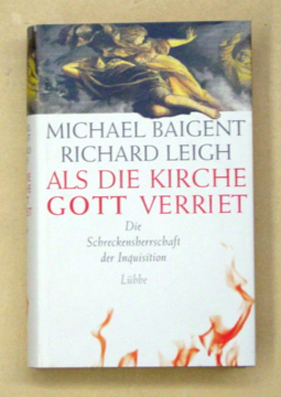 MICHAEL BAIGENT
RICHARD LEIGH
ALS DIE KIRCHE
GOTT VERRIET
Die
Schreckensherrschaft
der Inquisition
Lübbe